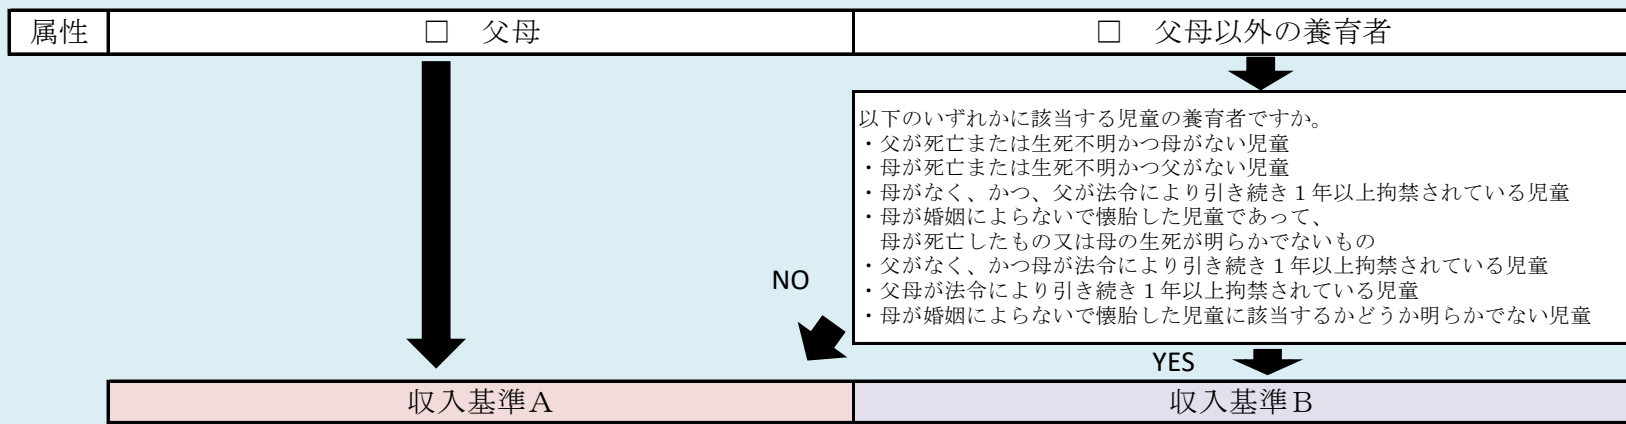 属性
□ 父母
□ 父母以外の養育者
以下のいずれかに該当する児童の養育者ですか。
・父が死亡または生死不明かつ母がない児童
・母が死亡または生死不明かつ父がない児童
・母がなく、かつ、父が法令により引き続き１年以上拘禁されている児童
・母が婚姻によらないで懐胎した児童であって、
母が死亡したもの又は母の生死が明らかでないもの
・父がなく、かつ母が法令により引き続き１年以上拘禁されている児童
・父母が法令により引き続き１年以上拘禁されている児童
・母が婚姻によらないで懐胎した児童に該当するかどうか明らかでない児童
NO
YES
収入基準Ａ
収入基準Ｂ